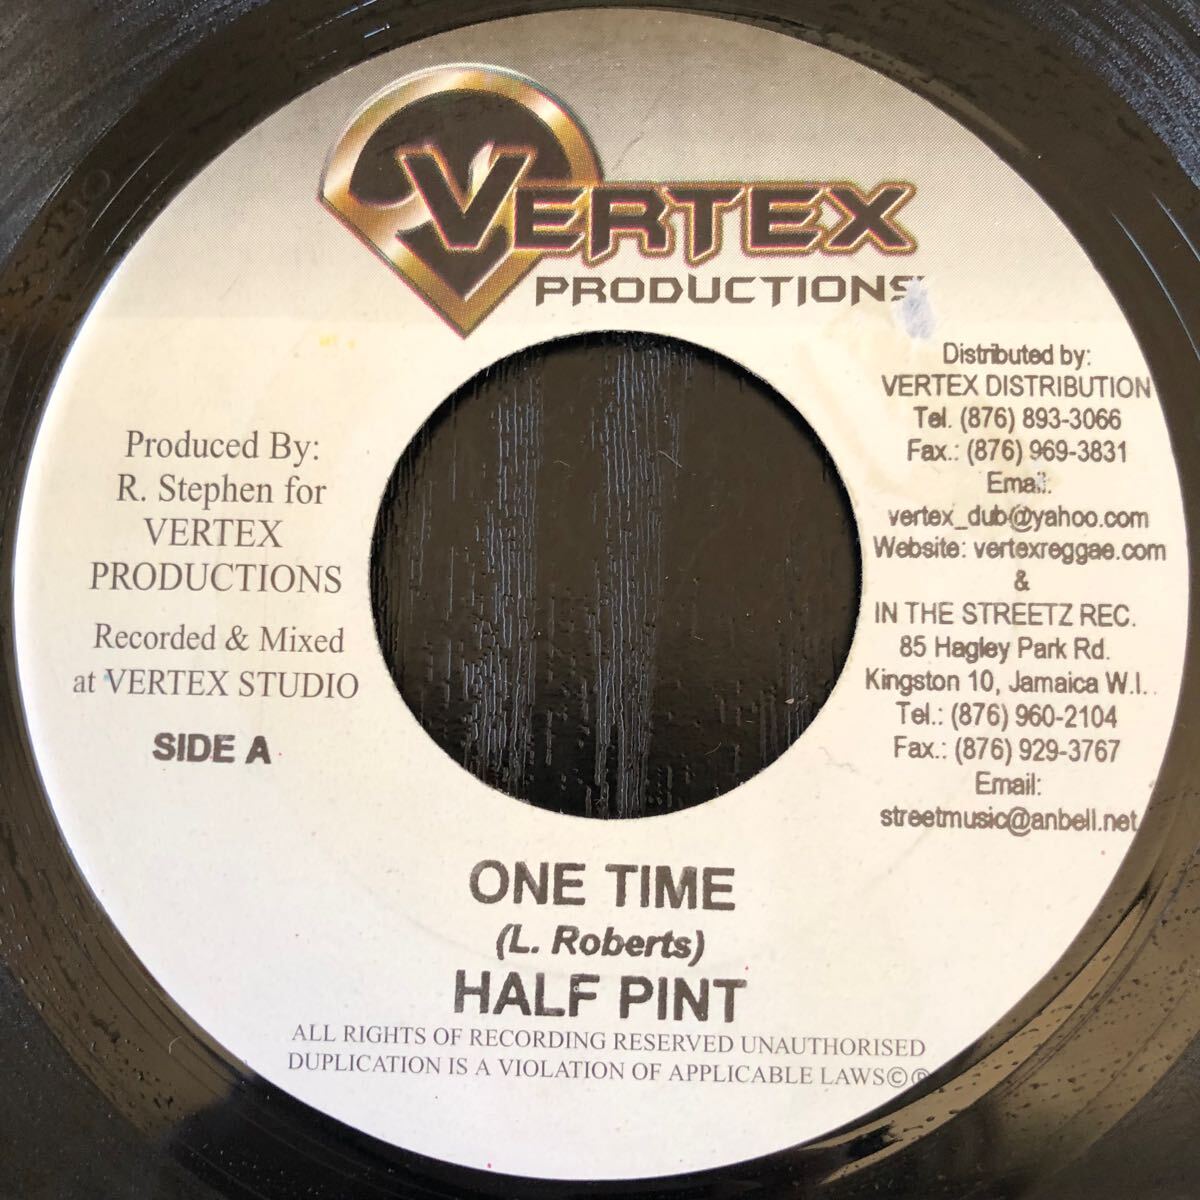 VERTEX
PRODUCTIONS
Produced By:
R. Stephen for
VERTEX
PRODUCTIONS
Recorded & Mixed
at VERTEX STUDIO
SIDE A
Distributed by:
VERTEX DISTRIBUTION
Tel. (876) 893-3066
Fax.: (876) 969-3831
Email:
vertex_dub@yahoo.com
Website: vertexreggae.com
&
IN THE STREETZ REC.
85 Hagley Park Rd.
Kingston 10, Jamaica W.I..
Tel.: (876) 960-2104
Fax.: (876) 929-3767
Email:
streetmusic@anbell.net
ONE TIME
(L. Roberts)
HALF PINT
ALL RIGHTS OF RECORDING RESERVED UNAUTHORISED
DUPLICATION IS A VIOLATION OF APPLICABLE LAWS©®